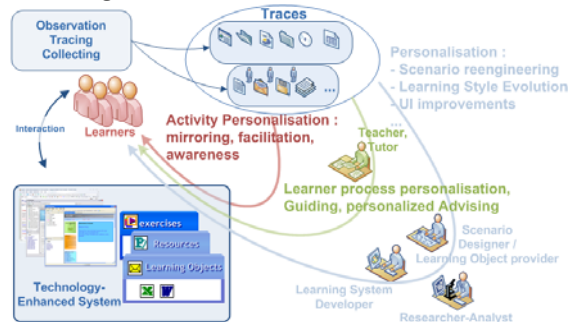 Traces
Observation
Tracing
Collecting
...
Personalisation :
- Scenario reengineering
- Learning Style Evolution
- UI improvements
...
Interaction
Learners
Activity Personalisation :
mirroring, facilitation,
awareness
Teacher,
Tutor
Learner process personalisation,
Guiding, personalized Advising
exercises
Resources
Learning Objects
Technology-
Enhanced System
Scenario
Designer /
Learning Object provider
Learning System
Developer
Researcher-Analyst